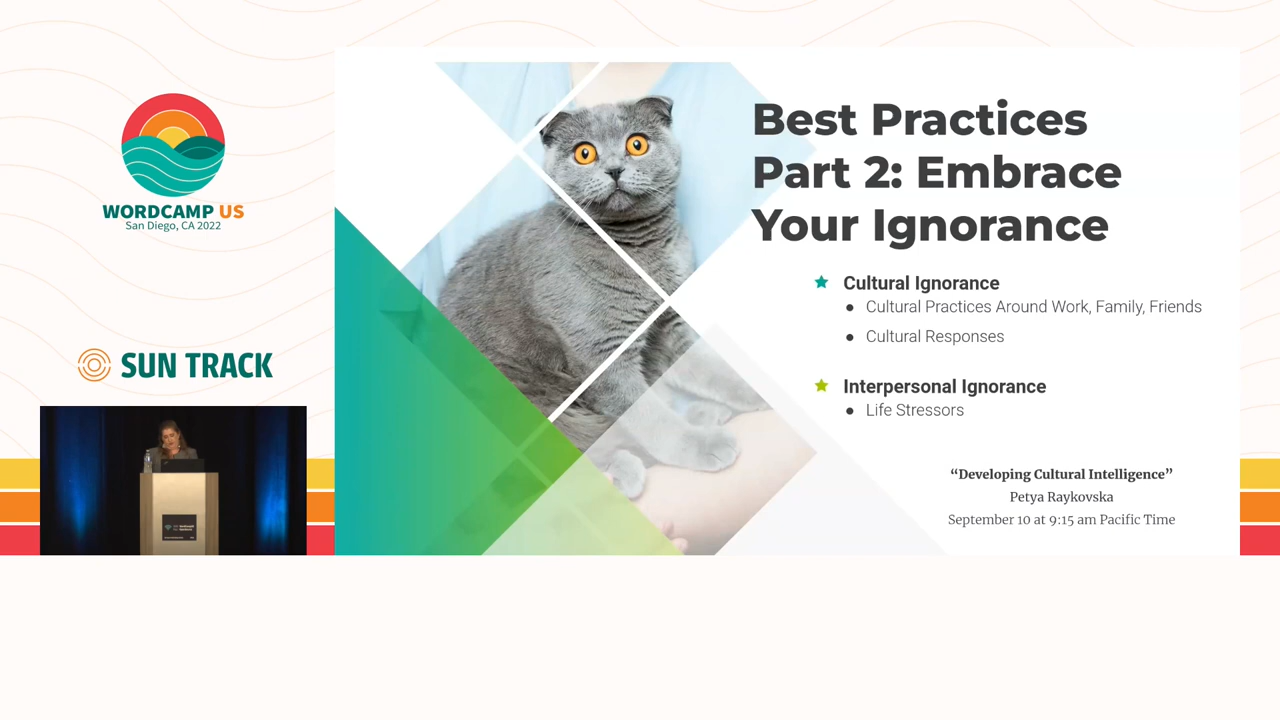 WORDCAMP US
San Diego, CA 2022
SUN TRACK
Best Practices
Part 2: Embrace
Your Ignorance
Cultural Ignorance
Cultural Practices Around Work, Family, Friends
Cultural Responses
Interpersonal Ignorance
Life Stressors
“Developing Cultural Intelligence”
Petya Raykovska
September 10 at 9:15 am Pacific Time